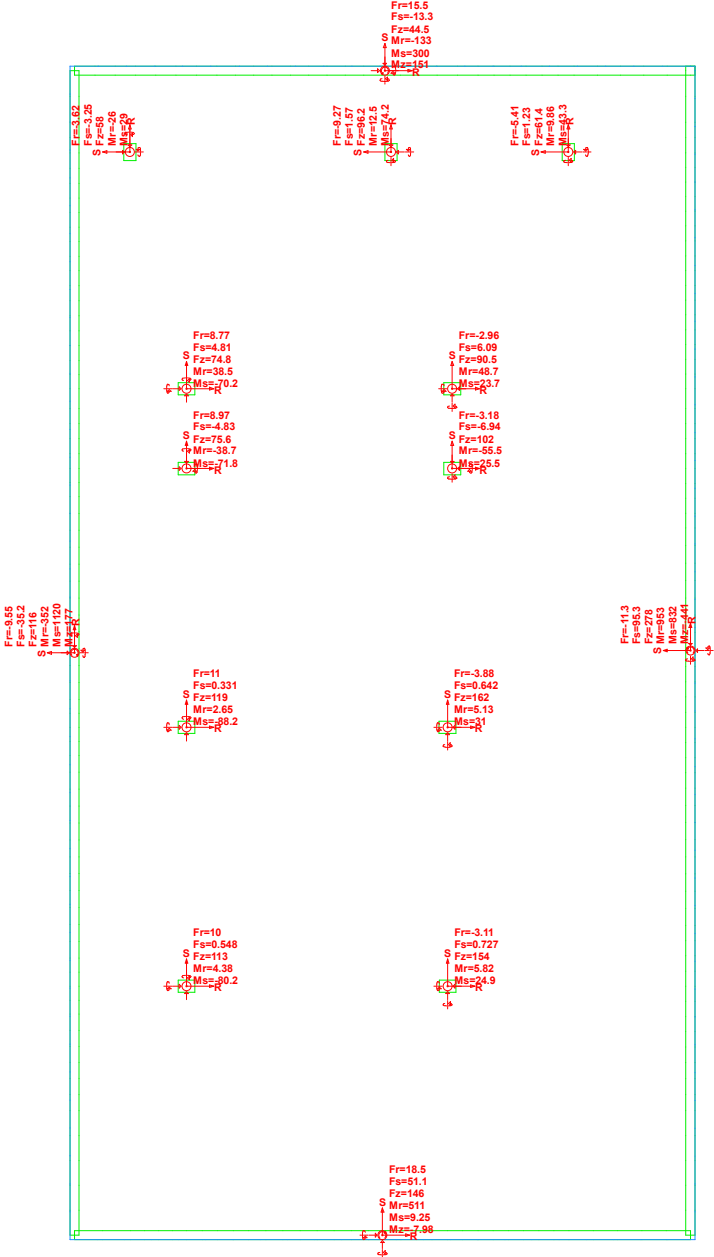 Fr=15.5
Fs=-13.3
Fz=44.5
S Mr=-133
Ms=300
Mz=151
R
Fr=-3.62
Fs=-3.25
Fz=58
Mr=-26
Ms=29
R
S
Fr=-9.27
Fs=1.57
Fz=96.2
Mr=12.5
Ms=74.2
R
S
Fr=-5.41
Fs=1.23
Fz=61.4
Mr=9.86
Ms=43.3
R
S
Fr=8.77
Fs=4.81
S Fz=74.8
Mr=38.5
Ms=-70.2
R
Fr=-2.96
Fs=6.09
S Fz=90.5
Mr=48.7
Ms=23.7
R
Fr=8.97
Fs=-4.83
S Fz=75.6
Mr=-38.7
Ms=-71.8
R
Fr=-3.18
Fs=-6.94
S Fz=102
Mr=-55.5
Ms=25.5
R
Fr=-9.55
Fs=-35.2
Fz=116
Mr=-352
Ms=1120
Mz=177
R
S
Fr=-11.3
Fs=95.3
Fz=278
Mr=953
Ms=832
Mz=-441
R
S
Fr=11
Fs=0.331
S Fz=119
Mr=2.65
Ms=-88.2
R
Fr=-3.88
Fs=0.642
S Fz=162
Mr=5.13
Ms=31
R
Fr=10
Fs=0.548
S Fz=113
Mr=4.38
Ms=-80.2
R
Fr=-3.11
Fs=0.727
S Fz=154
Mr=5.82
Ms=24.9
R
Fr=18.5
Fs=51.1
Fz=146
S Mr=511
Ms=9.25
Mz=-7.98
R